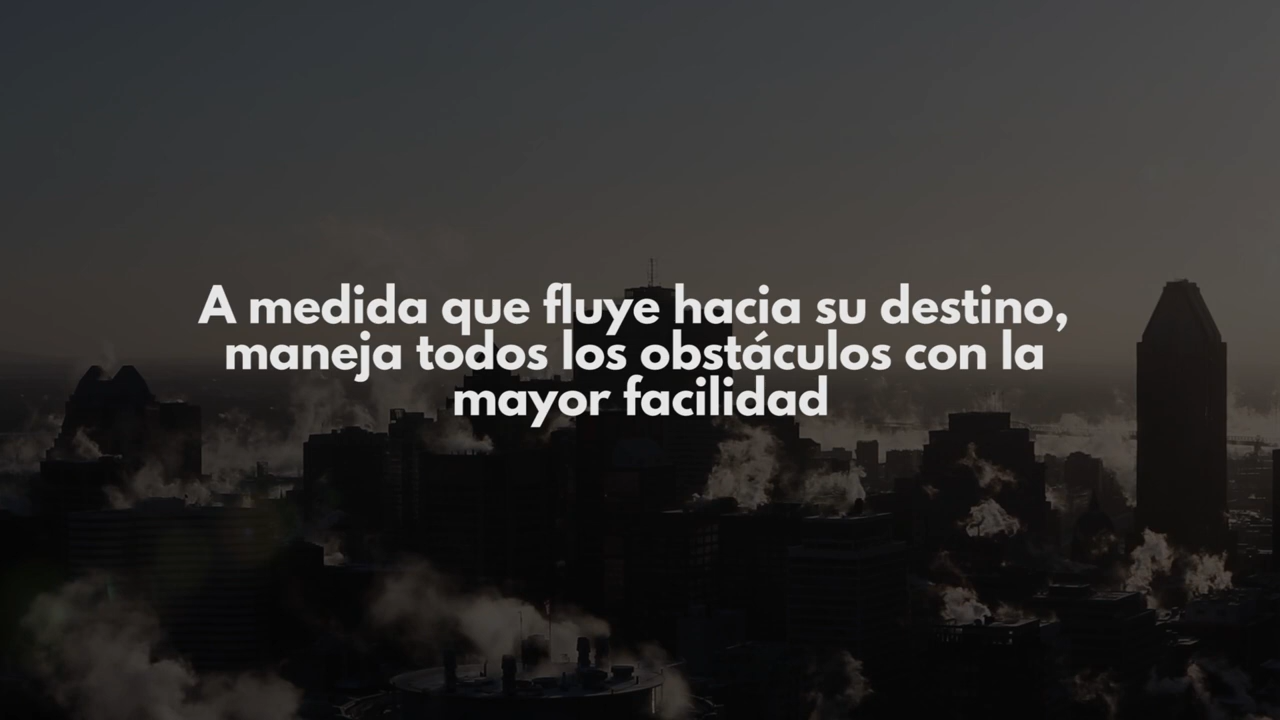 A medida que fluye hacia su destino,
maneja todos los obstáculos con la
mayor facilidad